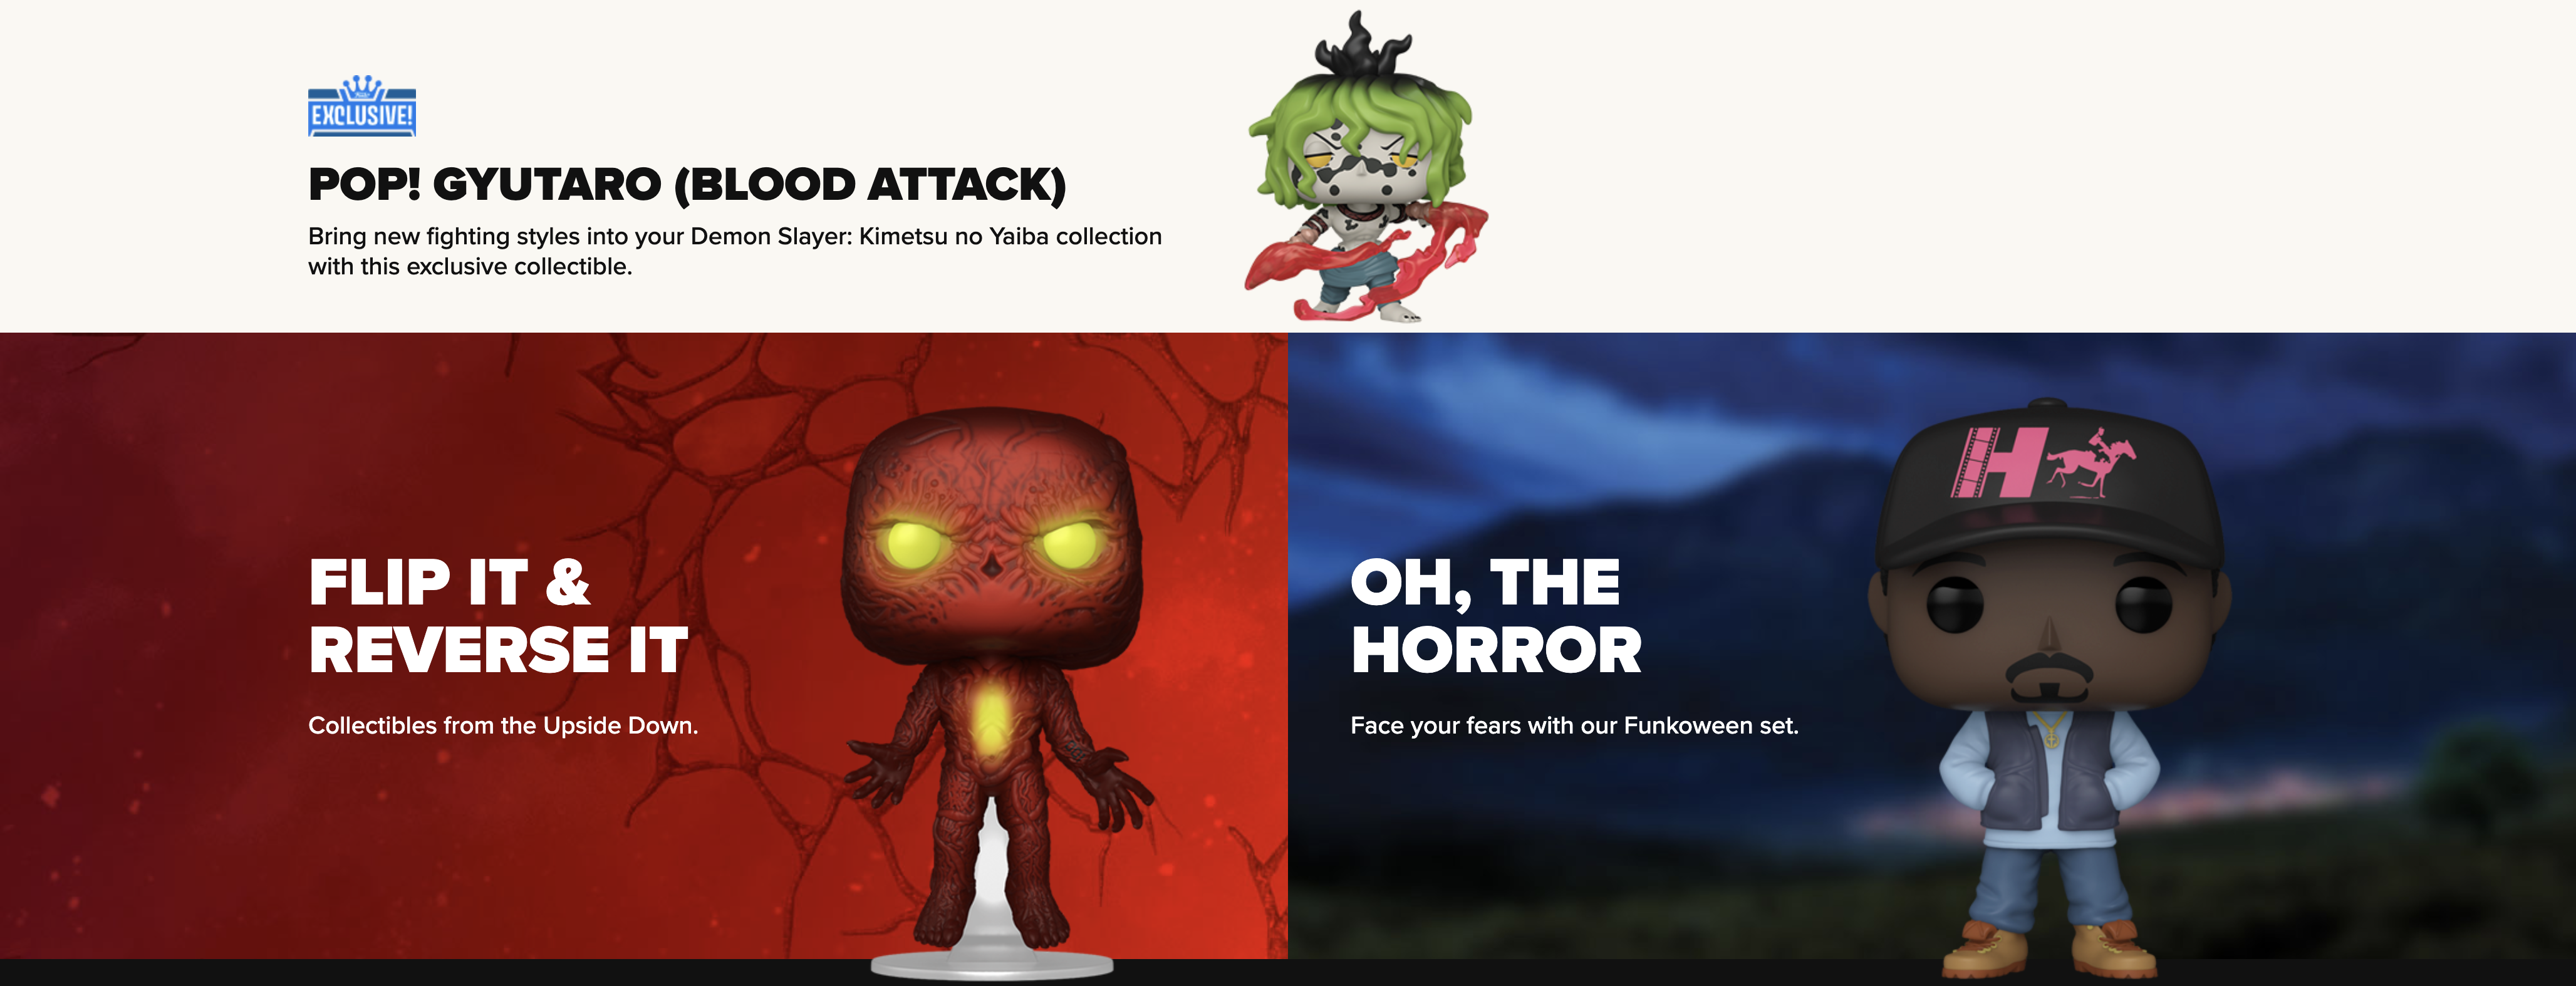 EXCLUSIVE!
POP! GYUTARO (BLOOD ATTACK)
Bring new fighting styles into your Demon Slayer: Kimetsu no Yaiba collection
with this exclusive collectible.
FLIP IT &
REVERSE IT
Collectibles from the Upside Down.
OH, THE
HORROR
Face your fears with our Funkoween set.
H